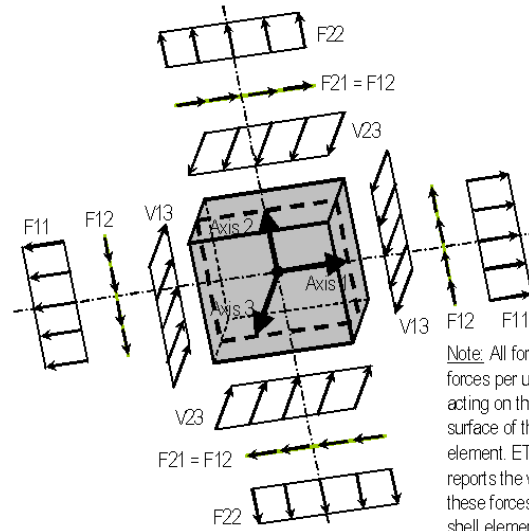 F22
F21 = F12
V23
F11
F12
V13
Axis 2
Axis 1
Axis 3
V13
F12
F11
V23
F21 = F12
F22
Note: All for
forces per u
acting on th
surface of th
element. ET
reports the v
these forces
shell elemen